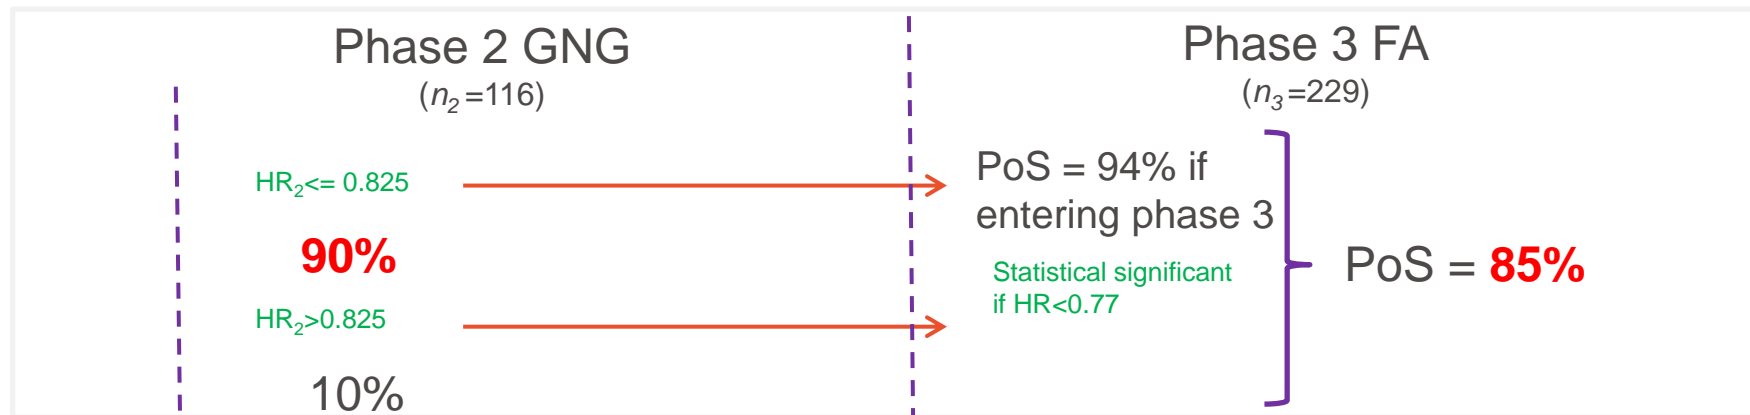 Phase 2 GNG
(n₂=116)
HR₂<= 0.825
90%
HR₂>0.825
10%
Phase 3 FA
(n₃=229)
PoS = 94% if
entering phase 3
Statistical significant
if HR<0.77
PoS = 85%